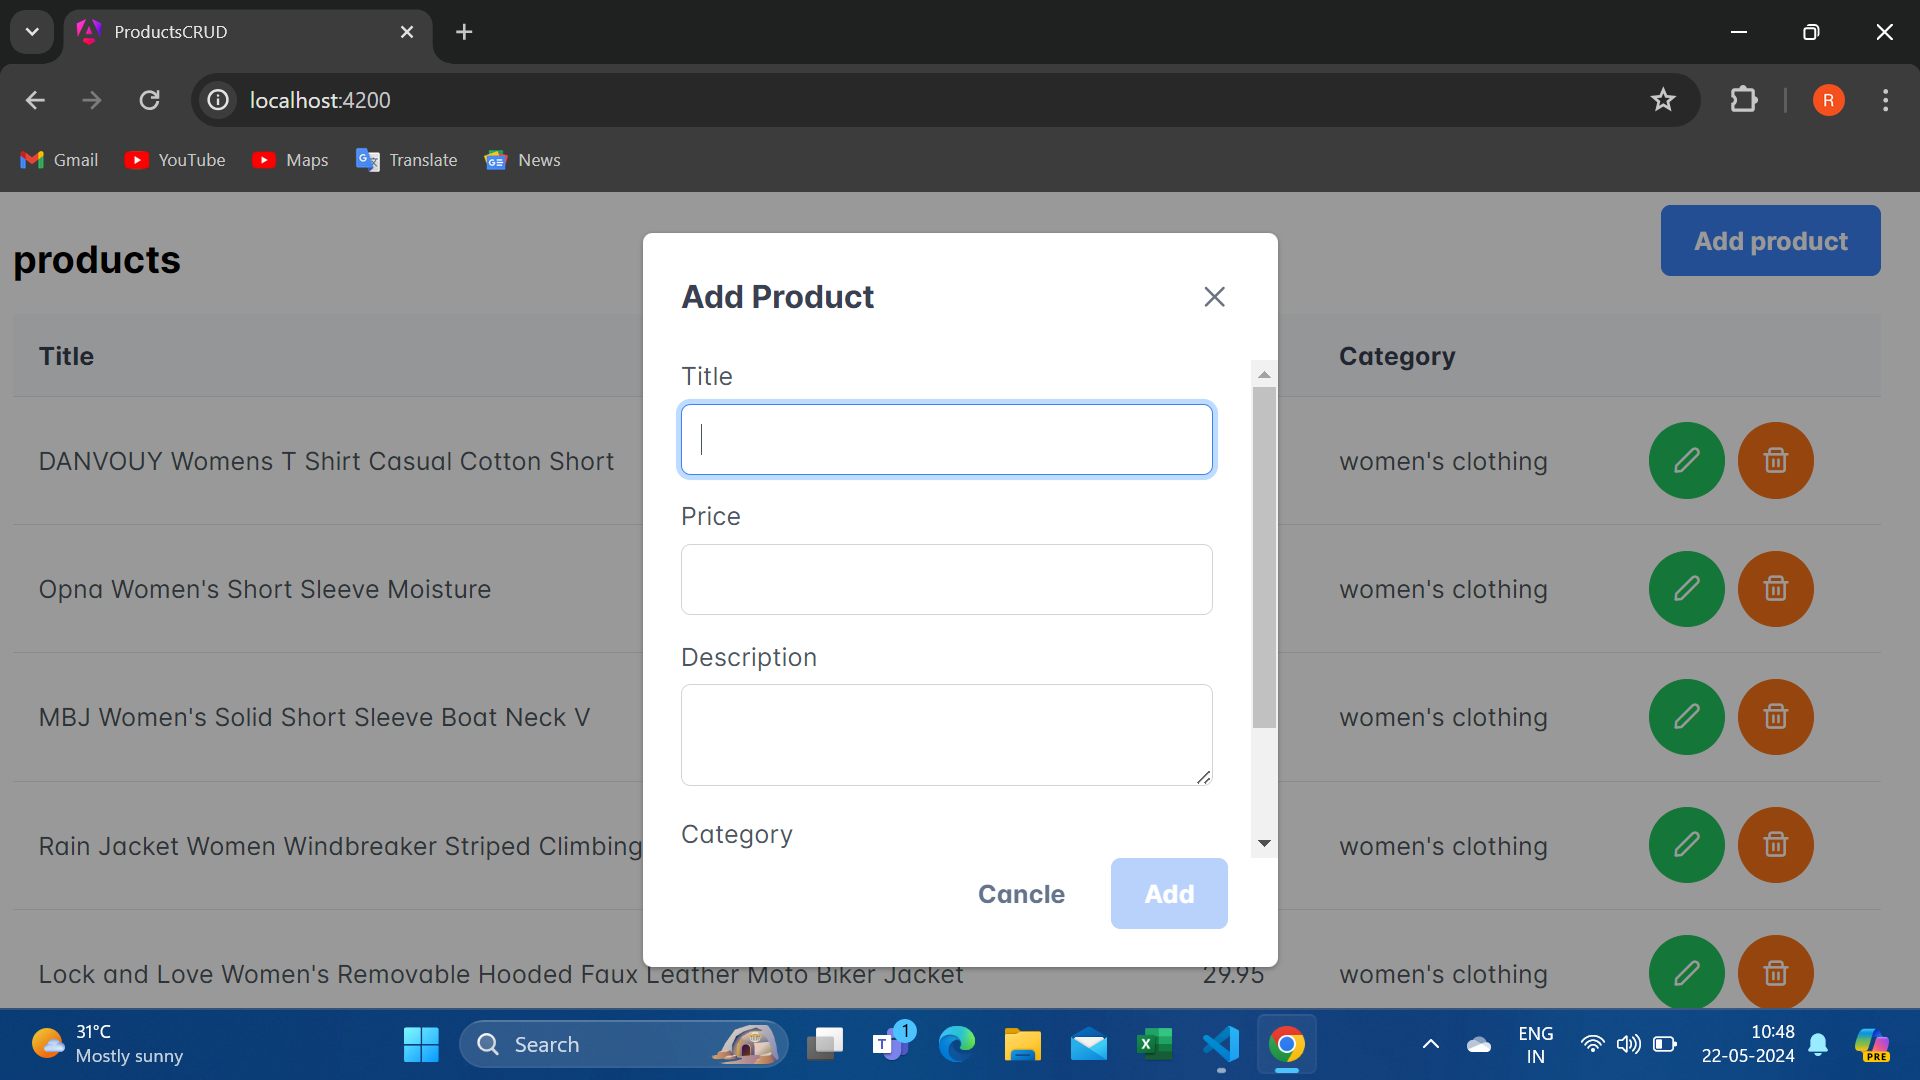 ProductsCRUD
localhost:4200
R
Gmail
YouTube
Maps
Translate
News
products
Add product
Add Product
Title
Category
Title
DANVOUY Womens T Shirt Casual Cotton Short
women's clothing
Price
Opna Women's Short Sleeve Moisture
women's clothing
Description
MBJ Women's Solid Short Sleeve Boat Neck V
women's clothing
Category
Rain Jacket Women Windbreaker Striped Climbing
women's clothing
Cancle
Add
Lock and Love Women's Removable Hooded Faux Leather Moto Biker Jacket
29.95
women's clothing
31°C
Mostly sunny
Search
1
ENG
IN
10:48
22-05-2024
PRE